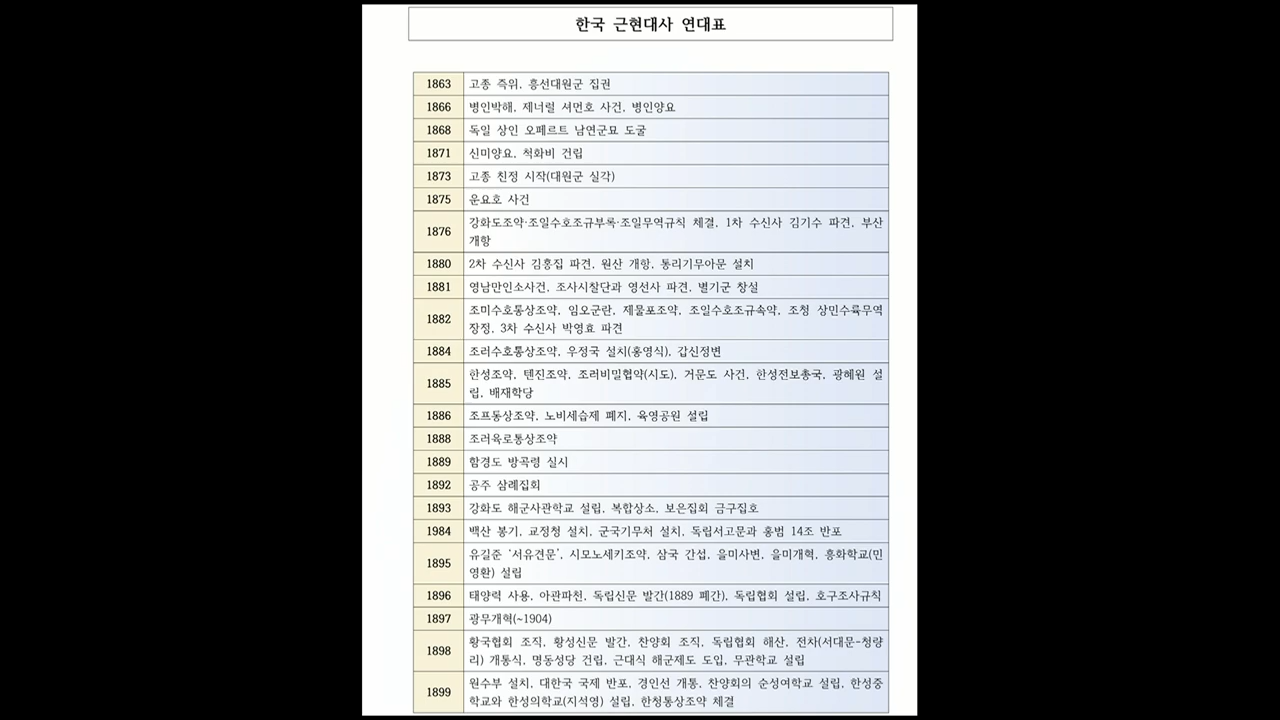 한국 근현대사 연대표
1863 고종 즉위, 흥선대원군 집권
1866 병인박해, 제너럴 셔먼호 사건, 병인양요
1868 독일 상인 오페르트 남연군묘 도굴
1871 신미양요, 척화비 건립
1873 고종 친정 시작(대원군 실각)
1875 운요호 사건
1876 강화도조약·조일수호조규부록·조일무역규칙 체결, 1차 수신사 김기수 파견, 부산
개항
1880 2차 수신사 김홍집 파견, 원산 개항, 통리기무아문 설치
1881 영남만인소사건, 조사시찰단과 영선사 파견, 별기군 창설
1882 조미수호통상조약, 임오군란, 제물포조약, 조일수호조규속약, 조청 상민수륙무역
장정, 3차 수신사 박영효 파견
1884 조러수호통상조약, 우정국 설치(홍영식), 갑신정변
1885 한성조약, 텐진조약, 조러비밀협약(시도), 거문도 사건, 한성전보총국, 광혜원 설
립, 배재학당
1886 조프통상조약, 노비세습제 폐지, 육영공원 설립
1888 조러육로통상조약
1889 함경도 방곡령 실시
1892 공주 삼례집회
1893 강화도 해군사관학교 설립, 복합상소, 보은집회 금구집호
1984 백산 봉기, 교정청 설치, 군국기무처 설치, 독립서고문과 홍범 14조 반포
1895 유길준 '서유견문', 시모노세키조약, 삼국 간섭, 을미사변, 을미개혁, 흥화학교(민
영환) 설립
1896 태양력 사용, 아관파천, 독립신문 발간(1889 폐간), 독립협회 설립, 호구조사규칙
1897 광무개혁(~1904)
1898 황국협회 조직, 황성신문 발간, 찬양회 조직, 독립협회 해산, 전차(서대문-청량
리) 개통식, 명동성당 건립, 근대식 해군제도 도입, 무관학교 설립
1899 원수부 설치, 대한국 국제 반포, 경인선 개통, 찬양회의 순성여학교 설립, 한성중
학교와 한성의학교(지석영) 설립, 한청통상조약 체결